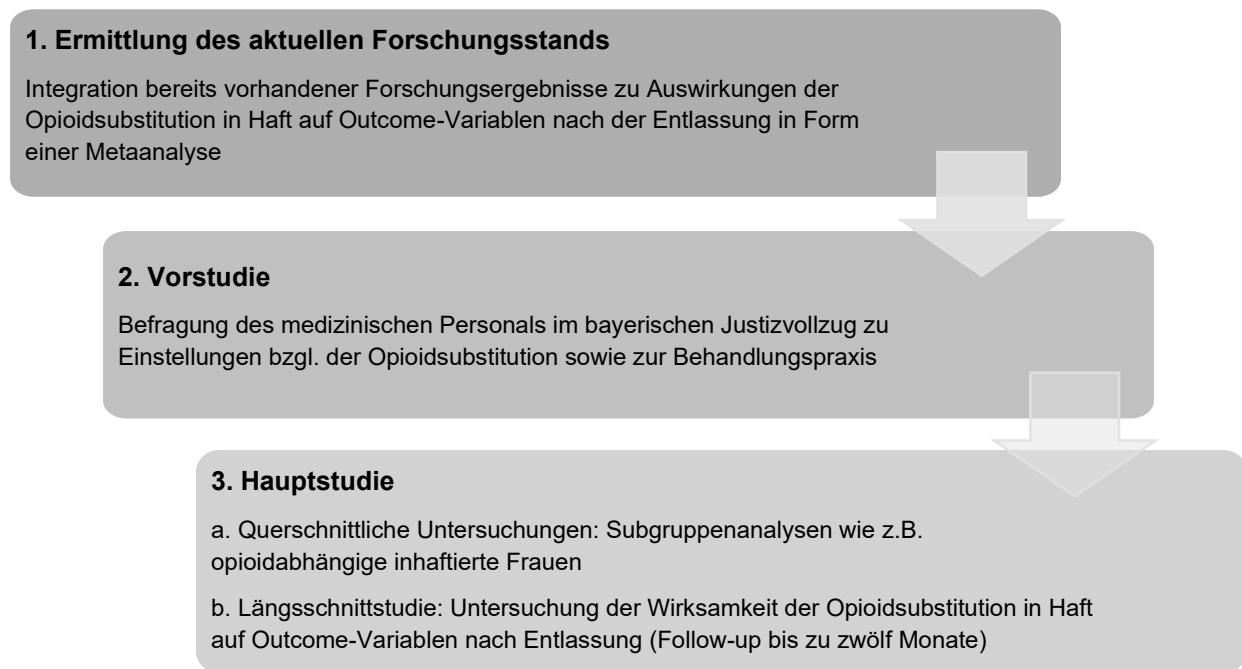 1. Ermittlung des aktuellen Forschungsstands
Integration bereits vorhandener Forschungsergebnisse zu Auswirkungen der
Opioidsubstitution in Haft auf Outcome-Variablen nach der Entlassung in Form
einer Metaanalyse
2. Vorstudie
Befragung des medizinischen Personals im bayerischen Justizvollzug zu
Einstellungen bzgl. der Opioidsubstitution sowie zur Behandlungspraxis
3. Hauptstudie
a. Querschnittliche Untersuchungen: Subgruppenanalysen wie z.B.
opioidabhängige inhaftierte Frauen
b. Längsschnittstudie: Untersuchung der Wirksamkeit der Opioidsubstitution in Haft
auf Outcome-Variablen nach Entlassung (Follow-up bis zu zwölf Monate)